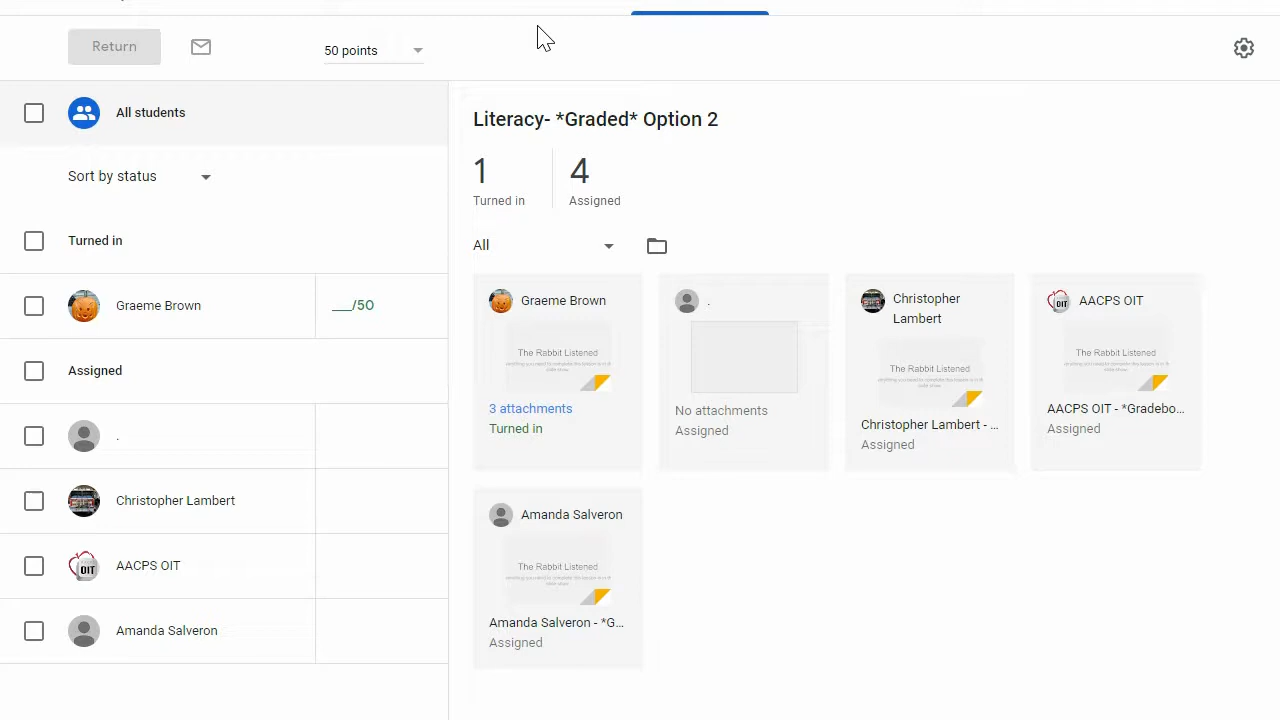 Return
50 points
All students
Sort by status
Turned in
Graeme Brown
___/50
Assigned
.
Christopher Lambert
AACPS OIT
Amanda Salveron
Literacy- *Graded* Option 2
1
Turned in
4
Assigned
All
Graeme Brown
The Rabbit Listened
3 attachments
Turned in
.
No attachments
Assigned
Christopher
Lambert
The Rabbit Listened
Christopher Lambert - ...
Assigned
AACPS OIT
The Rabbit Listened
AACPS OIT - *Gradebo...
Assigned
Amanda Salveron
The Rabbit Listened
Amanda Salveron - *G...
Assigned